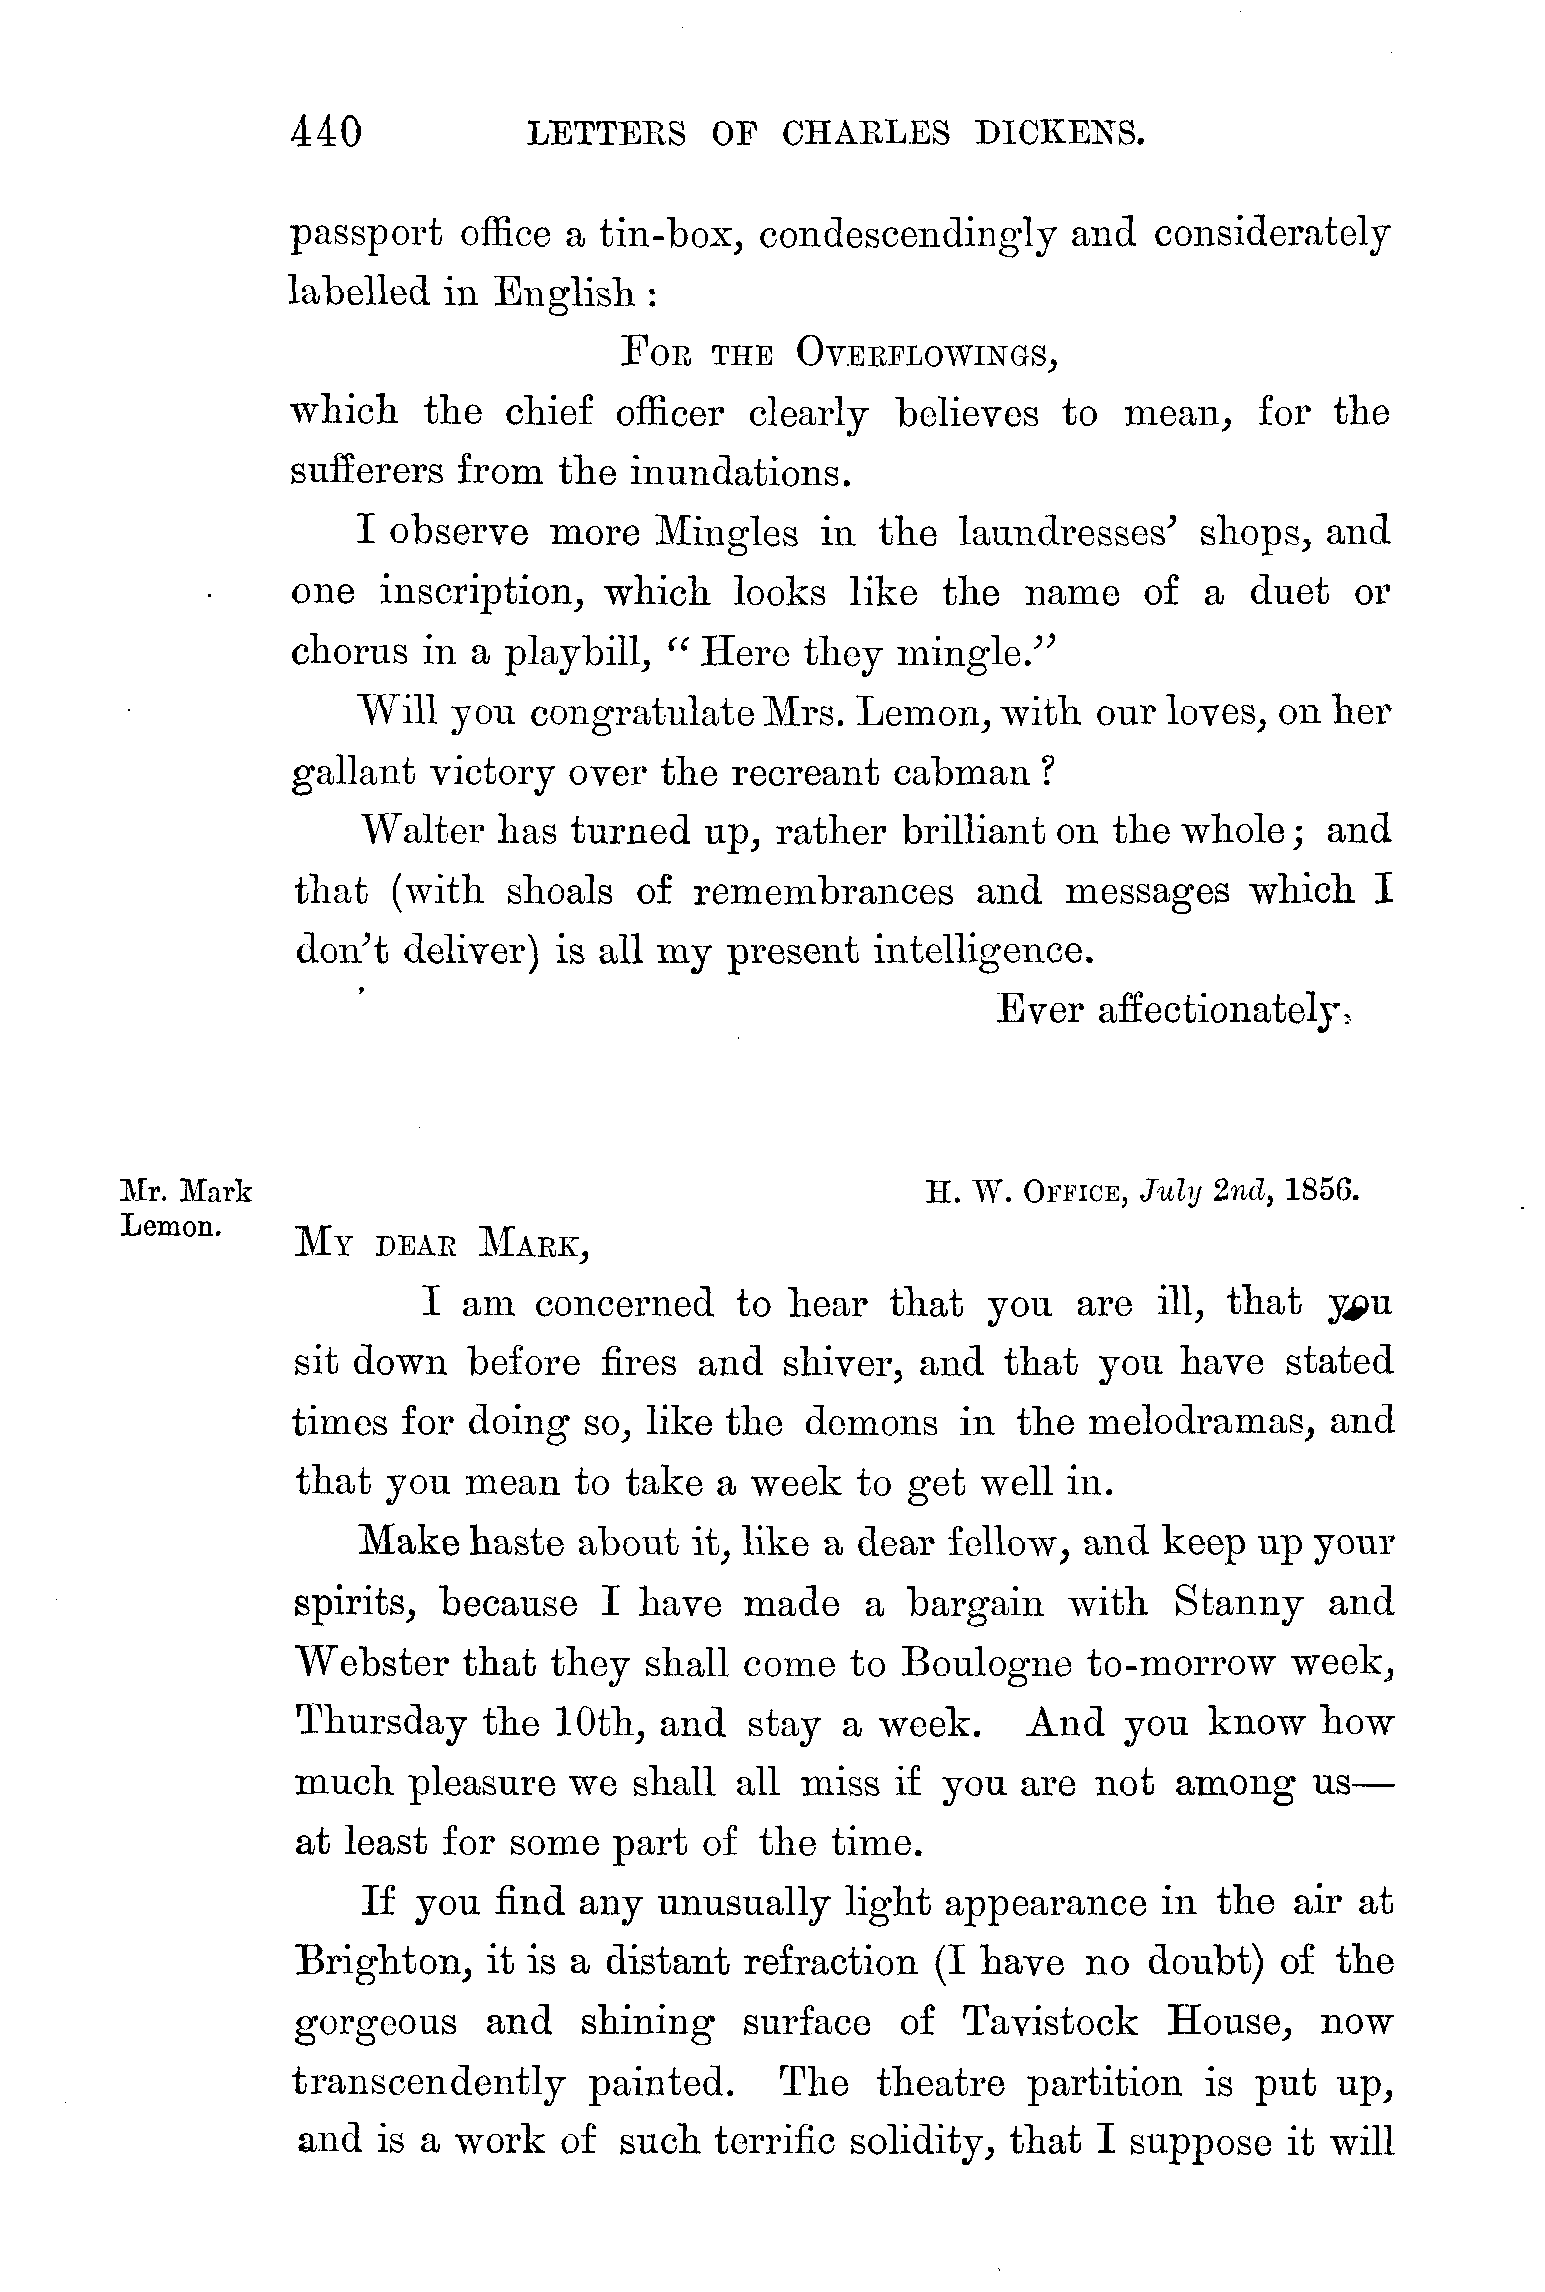 440 LETTERS OF CHARLES DICKENS.
passport office a tin-box, condescendingly and considerately
labelled in English :
FOR THE OVERFLOWINGS,
which the chief officer clearly believes to mean, for the
sufferers from the inundations.
I observe more Mingles in the laundresses' shops, and
one inscription, which looks like the name of a duet or
chorus in a playbill, “ Here they mingle.”
Will you congratulate Mrs. Lemon, with our loves, on her
gallant victory over the recreant cabman ?
Walter has turned up, rather brilliant on the whole ; and
that (with shoals of remembrances and messages which I
don't deliver) is all my present intelligence.
Ever affectionately,
Mr. Mark
Lemon.
H. W. OFFICE, July 2nd, 1856.
MY DEAR MARK,
I am concerned to hear that you are ill, that you
sit down before fires and shiver, and that you have stated
times for doing so, like the demons in the melodramas, and
that you mean to take a week to get well in.
Make haste about it, like a dear fellow, and keep up your
spirits, because I have made a bargain with Stanny and
Webster that they shall come to Boulogne to-morrow week,
Thursday the 10th, and stay a week. And you know how
much pleasure we shall all miss if you are not among us—
at least for some part of the time.
If you find any unusually light appearance in the air at
Brighton, it is a distant refraction (I have no doubt) of the
gorgeous and shining surface of Tavistock House, now
transcendently painted. The theatre partition is put up,
and is a work of such terrific solidity, that I suppose it will